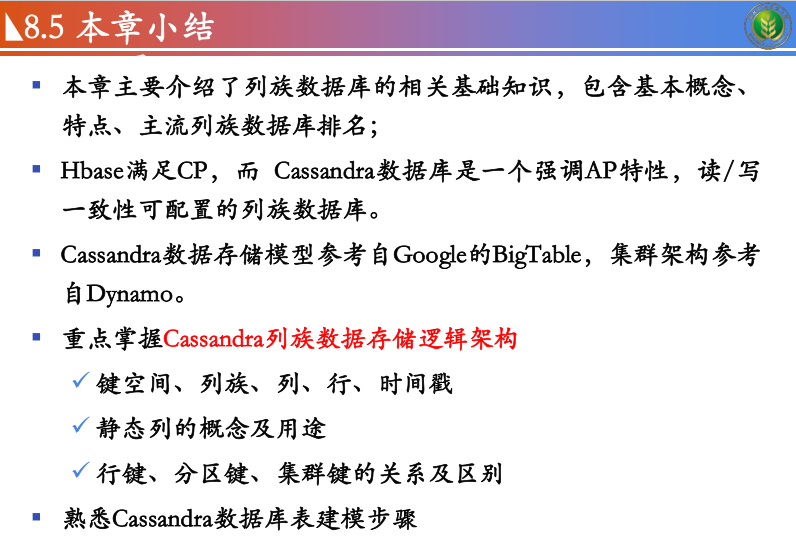 8.5 本章小结
本章主要介绍了列族数据库的相关基础知识，包含基本概念、
特点、主流列族数据库排名；
Hbase满足CP，而 Cassandra数据库是一个强调AP特性，读/写
一致性可配置的列族数据库。
Cassandra数据存储模型参考自Google的BigTable，集群架构参考
自Dynamo。
重点掌握Cassandra列族数据存储逻辑架构
键空间、列族、列、行、时间戳
静态列的概念及用途
行键、分区键、集群键的关系及区别
熟悉Cassandra数据库表建模步骤